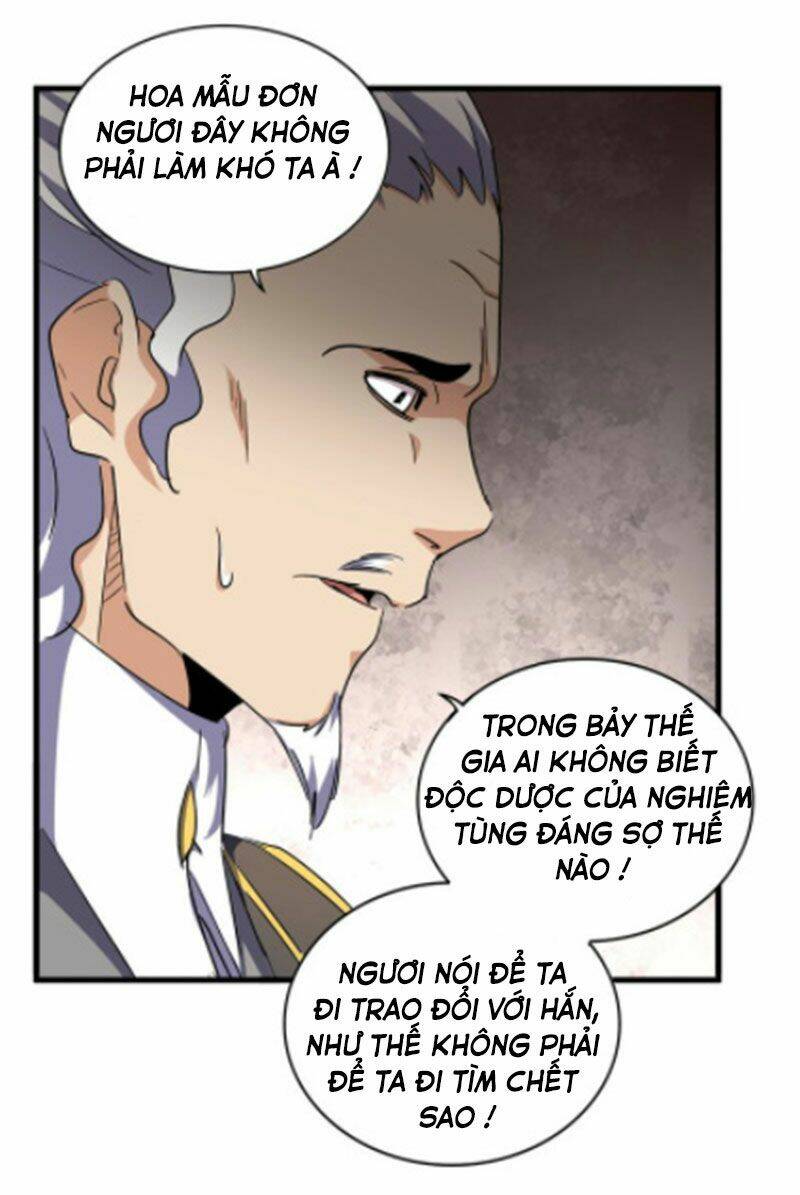 HOA MẪU ĐƠN
NGƯƠI ĐÂY KHÔNG
PHẢI LÀM KHÓ TA À !
TRONG BẢY THẾ
GIA AI KHÔNG BIẾT
ĐỘC DƯỢC CỦA NGHIÊM
TÙNG ĐÁNG SỢ THẾ
NÀO !
NGƯƠI NÓI ĐỂ TA
ĐI TRAO ĐỔI VỚI HẮN,
NHƯ THẾ KHÔNG PHẢI
ĐỂ TA ĐI TÌM CHẾT
SAO !